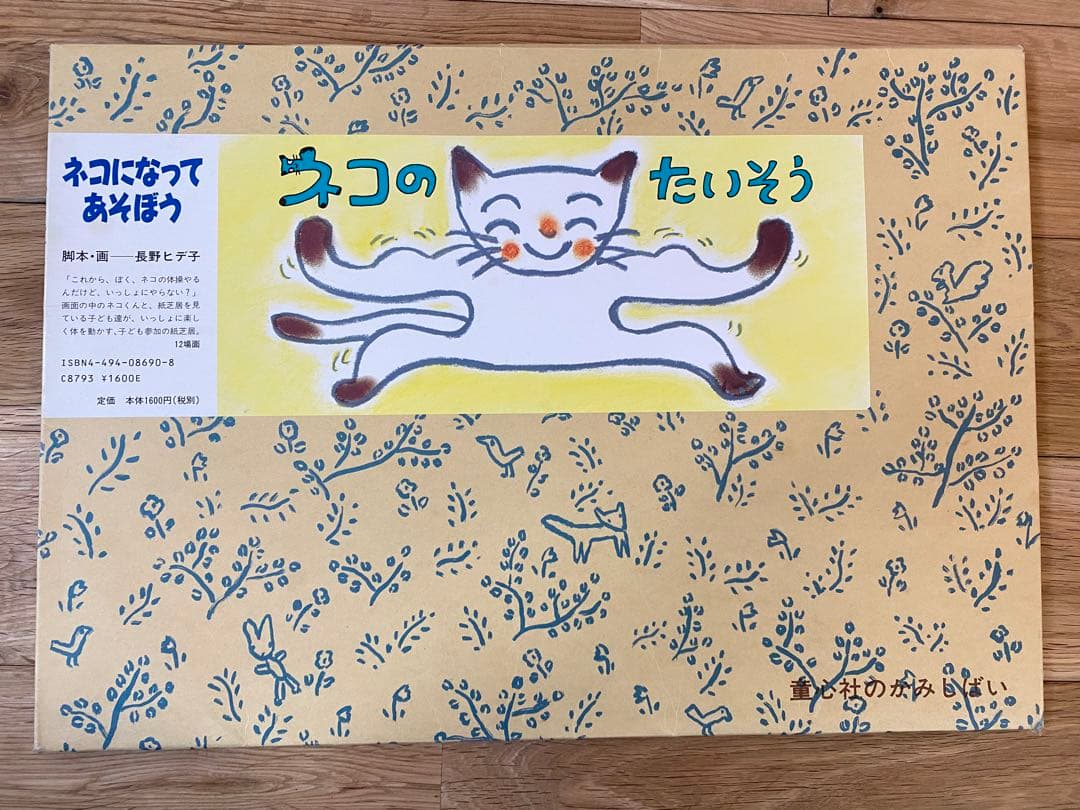 ネコになって
あそぼう
脚本・画──長野ヒデ子
「これから、ぼく、ネコの体操やる
んだけど、いっしょにやらない？」
画面の中のネコくんと、紙芝居を見
ている子ども達が、いっしょに楽し
く体を動かす、子ども参加の紙芝居。
12場面
ISBN4-494-08690-8
C8793 ¥1600E
定価 本体1600円(税別)
ネコの たいそう
童心社のかみしばい